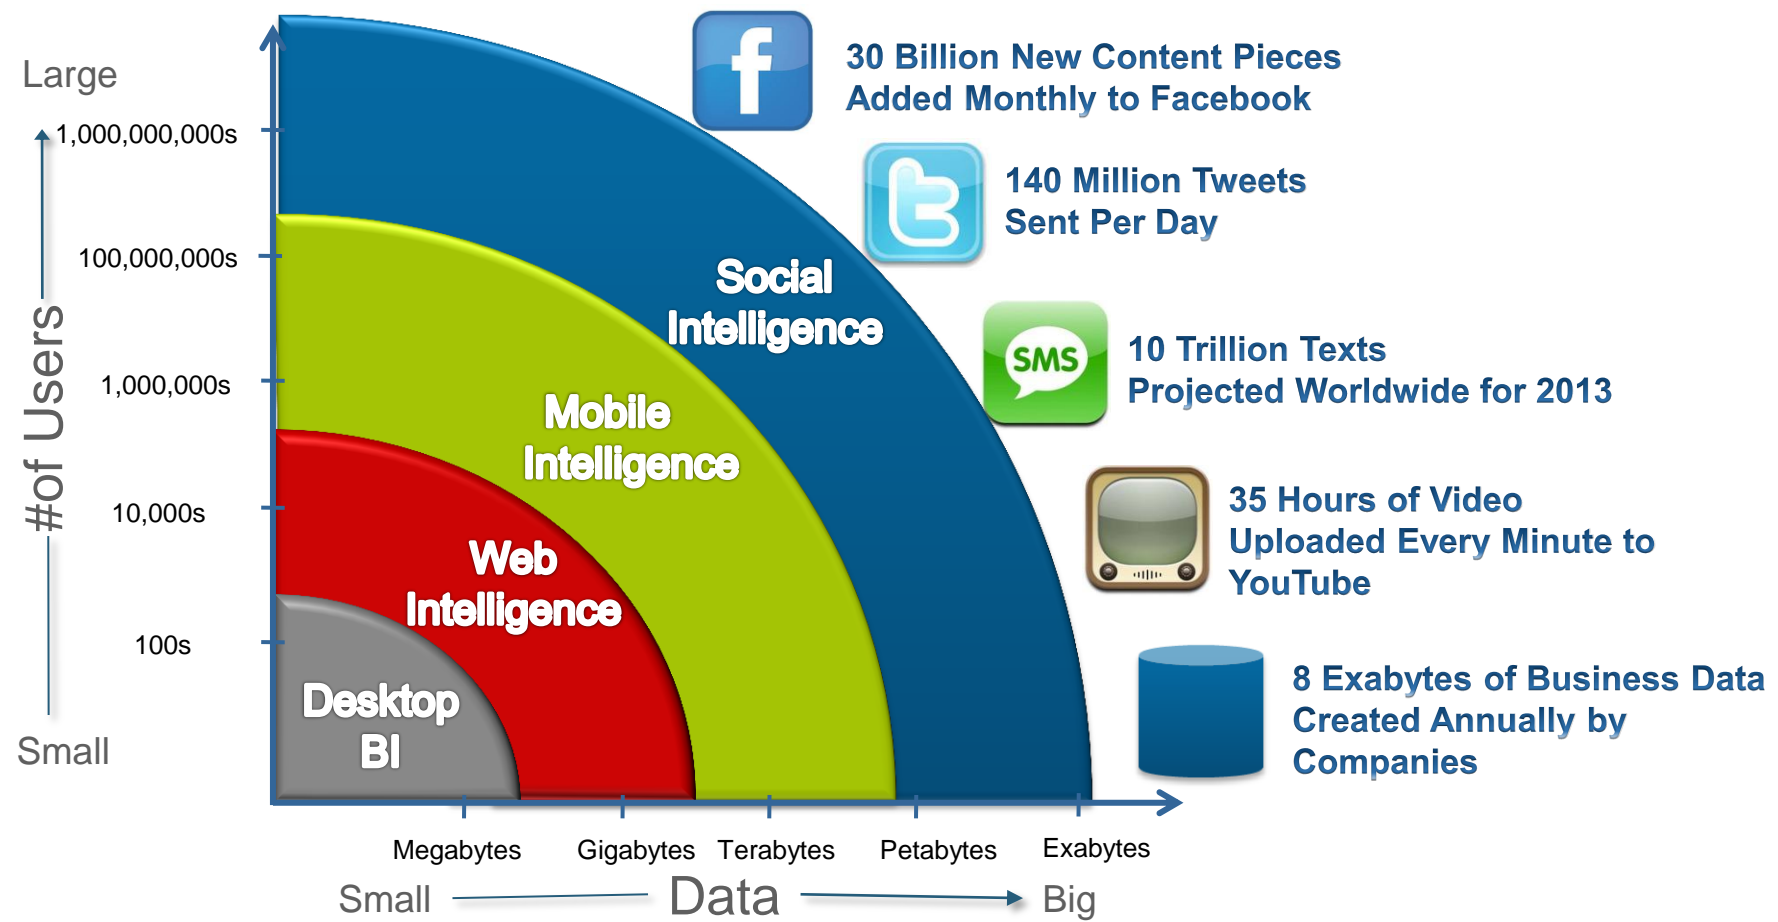 Large
1,000,000,000s
100,000,000s
1,000,000s
10,000s
100s
Small
#of Users
Social
Intelligence
Mobile
Intelligence
Web
Intelligence
Desktop
BI
f
30 Billion New Content Pieces
Added Monthly to Facebook
t
140 Million Tweets
Sent Per Day
SMS
10 Trillion Texts
Projected Worldwide for 2013
35 Hours of Video
Uploaded Every Minute to
YouTube
8 Exabytes of Business Data
Created Annually by
Companies
Megabytes Gigabytes Terabytes Petabytes Exabytes
Small Data Big